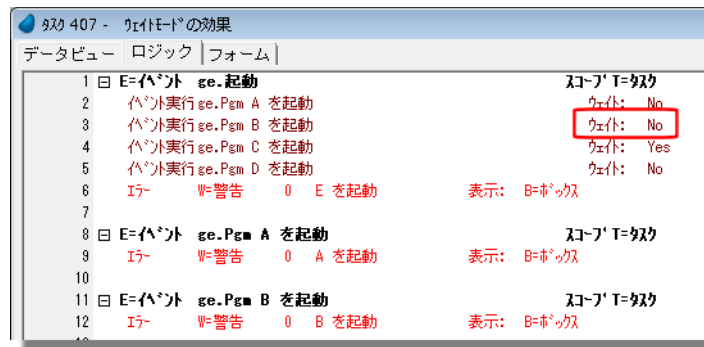 ﾀｽｸ 407 - ｳｪｲﾄﾓｰﾄﾞの効果
データビュー ロジック フォーム
1 E=ｲﾍﾞﾝﾄ ge.起動 ｽｺｰﾌﾟ T=ﾀｽｸ
2 ｲﾍﾞﾝﾄ実行 ge.Pgm A を起動 ｳｪｲﾄ: No
3 ｲﾍﾞﾝﾄ実行 ge.Pgm B を起動 ｳｪｲﾄ: No
4 ｲﾍﾞﾝﾄ実行 ge.Pgm C を起動 ｳｪｲﾄ: Yes
5 ｲﾍﾞﾝﾄ実行 ge.Pgm D を起動 ｳｪｲﾄ: No
6 ｴﾗｰ W=警告 0 E を起動 表示: B=ﾎﾞｯｸｽ
7
8 E=ｲﾍﾞﾝﾄ ge.Pgm A を起動 ｽｺｰﾌﾟ T=ﾀｽｸ
9 ｴﾗｰ W=警告 0 A を起動 表示: B=ﾎﾞｯｸｽ
10
11 E=ｲﾍﾞﾝﾄ ge.Pgm B を起動 ｽｺｰﾌﾟ T=ﾀｽｸ
12 ｴﾗｰ W=警告 0 B を起動 表示: B=ﾎﾞｯｸｽ